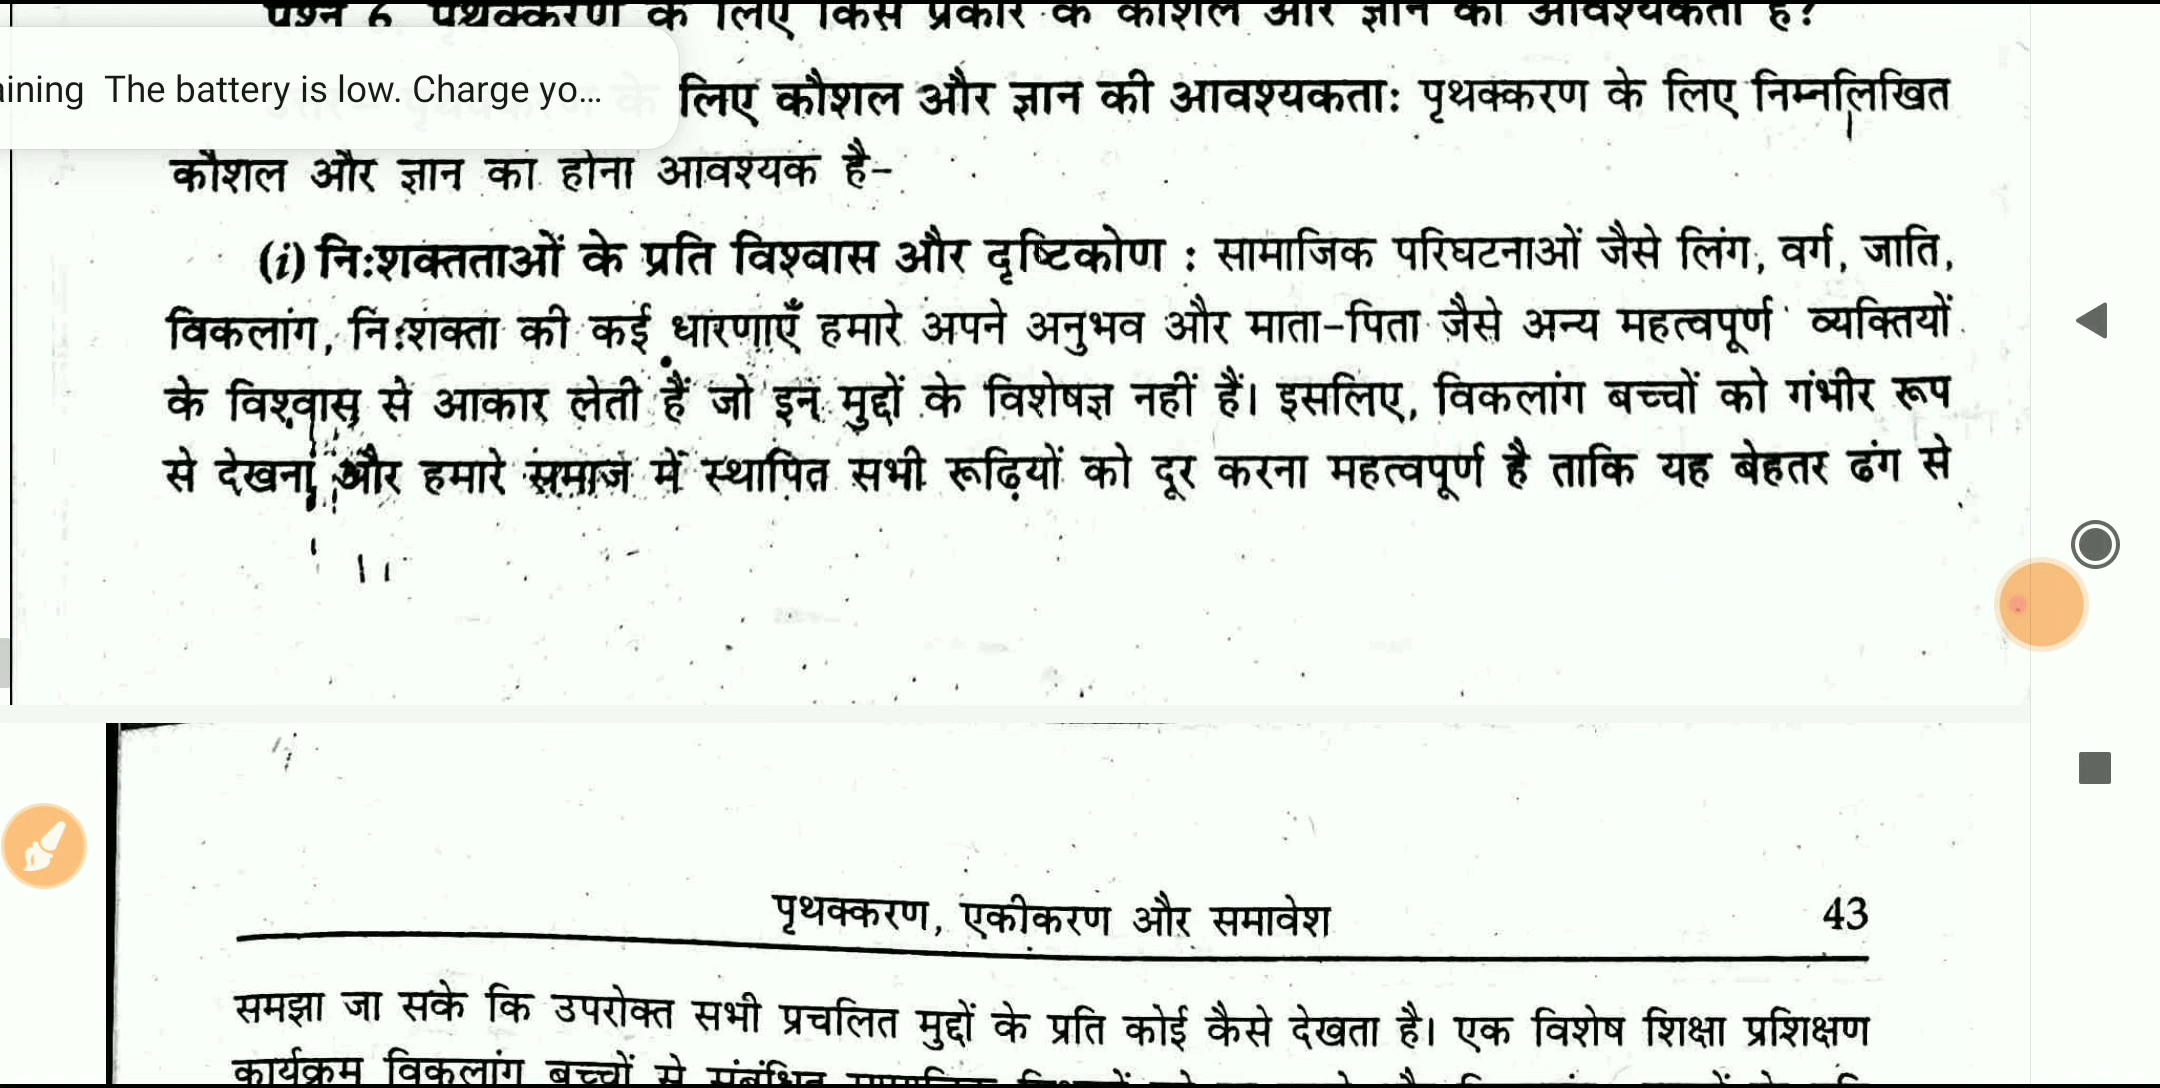 प्रश्न 6. पृथक्करण के लिए किस प्रकार के कौशल और ज्ञान की आवश्यकता है?
aining The battery is low. Charge yo...
लिए कौशल और ज्ञान की आवश्यकताः पृथक्करण के लिए निम्नलिखित
कौशल और ज्ञान का होना आवश्यक है-
(i) निःशक्तताओं के प्रति विश्वास और दृष्टिकोण : सामाजिक परिघटनाओं जैसे लिंग, वर्ग, जाति,
विकलांग, निःशक्ता की कई धारणाएँ हमारे अपने अनुभव और माता-पिता जैसे अन्य महत्वपूर्ण व्यक्तियों
के विश्वास से आकार लेती हैं जो इन मुद्दों के विशेषज्ञ नहीं हैं। इसलिए, विकलांग बच्चों को गंभीर रूप
से देखना और हमारे समाज में स्थापित सभी रूढ़ियों को दूर करना महत्वपूर्ण है ताकि यह बेहतर ढंग से
पृथक्करण, एकीकरण और समावेश 43
समझा जा सके कि उपरोक्त सभी प्रचलित मुद्दों के प्रति कोई कैसे देखता है। एक विशेष शिक्षा प्रशिक्षण
कार्यक्रम विकलांग बच्चों से संबंधित